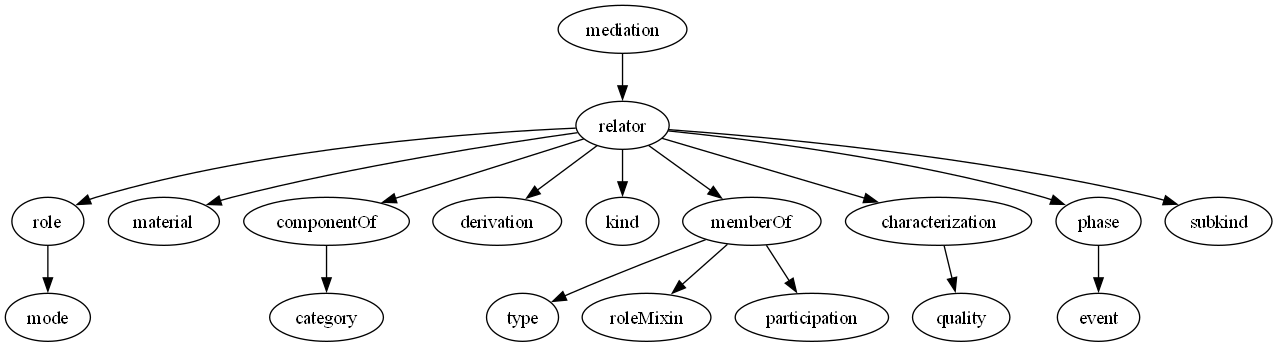 mediation
relator
role
material
componentOf
derivation
kind
memberOf
characterization
phase
subkind
mode
category
type
roleMixin
participation
quality
event